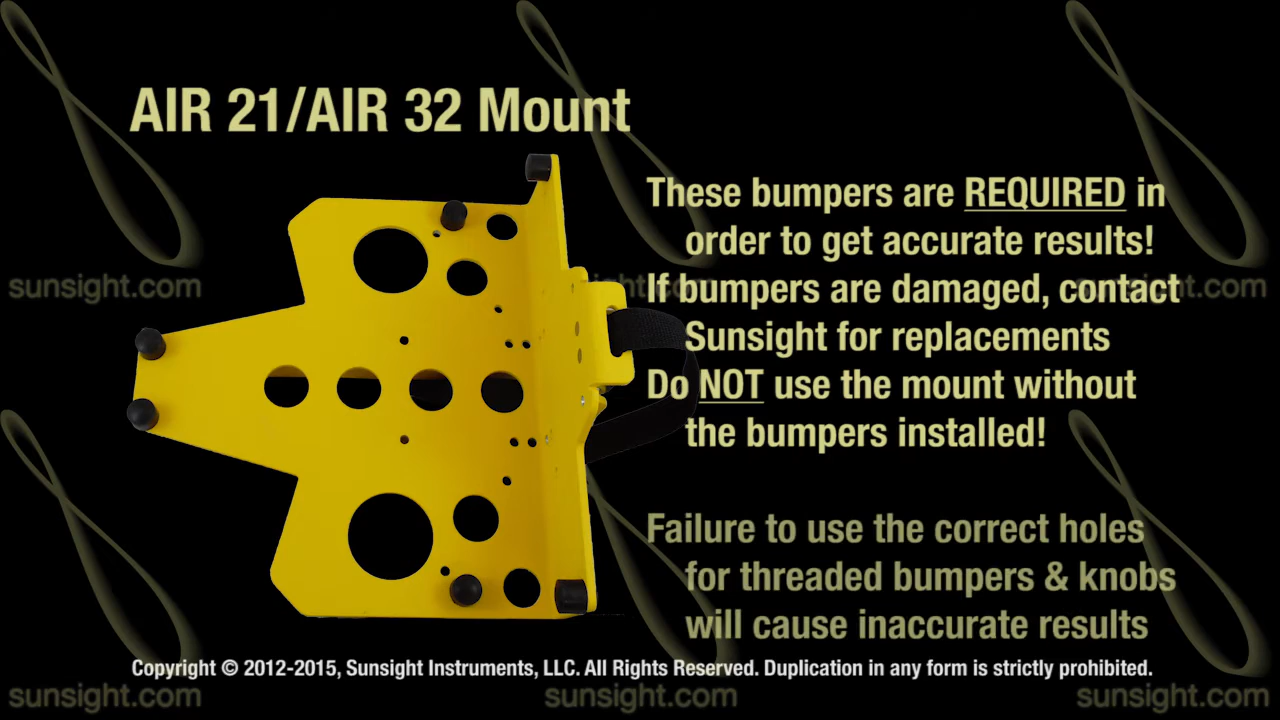 AIR 21/AIR 32 Mount
These bumpers are REQUIRED in
order to get accurate results!
If bumpers are damaged, contact
Sunsight for replacements
Do NOT use the mount without
the bumpers installed!
Failure to use the correct holes
for threaded bumpers & knobs
will cause inaccurate results
Copyright © 2012-2015, Sunsight Instruments, LLC. All Rights Reserved. Duplication in any form is strictly prohibited.
sunsight.com
sunsight.com
sunsight.com
sunsight.com
sunsight.com
sunsight.com